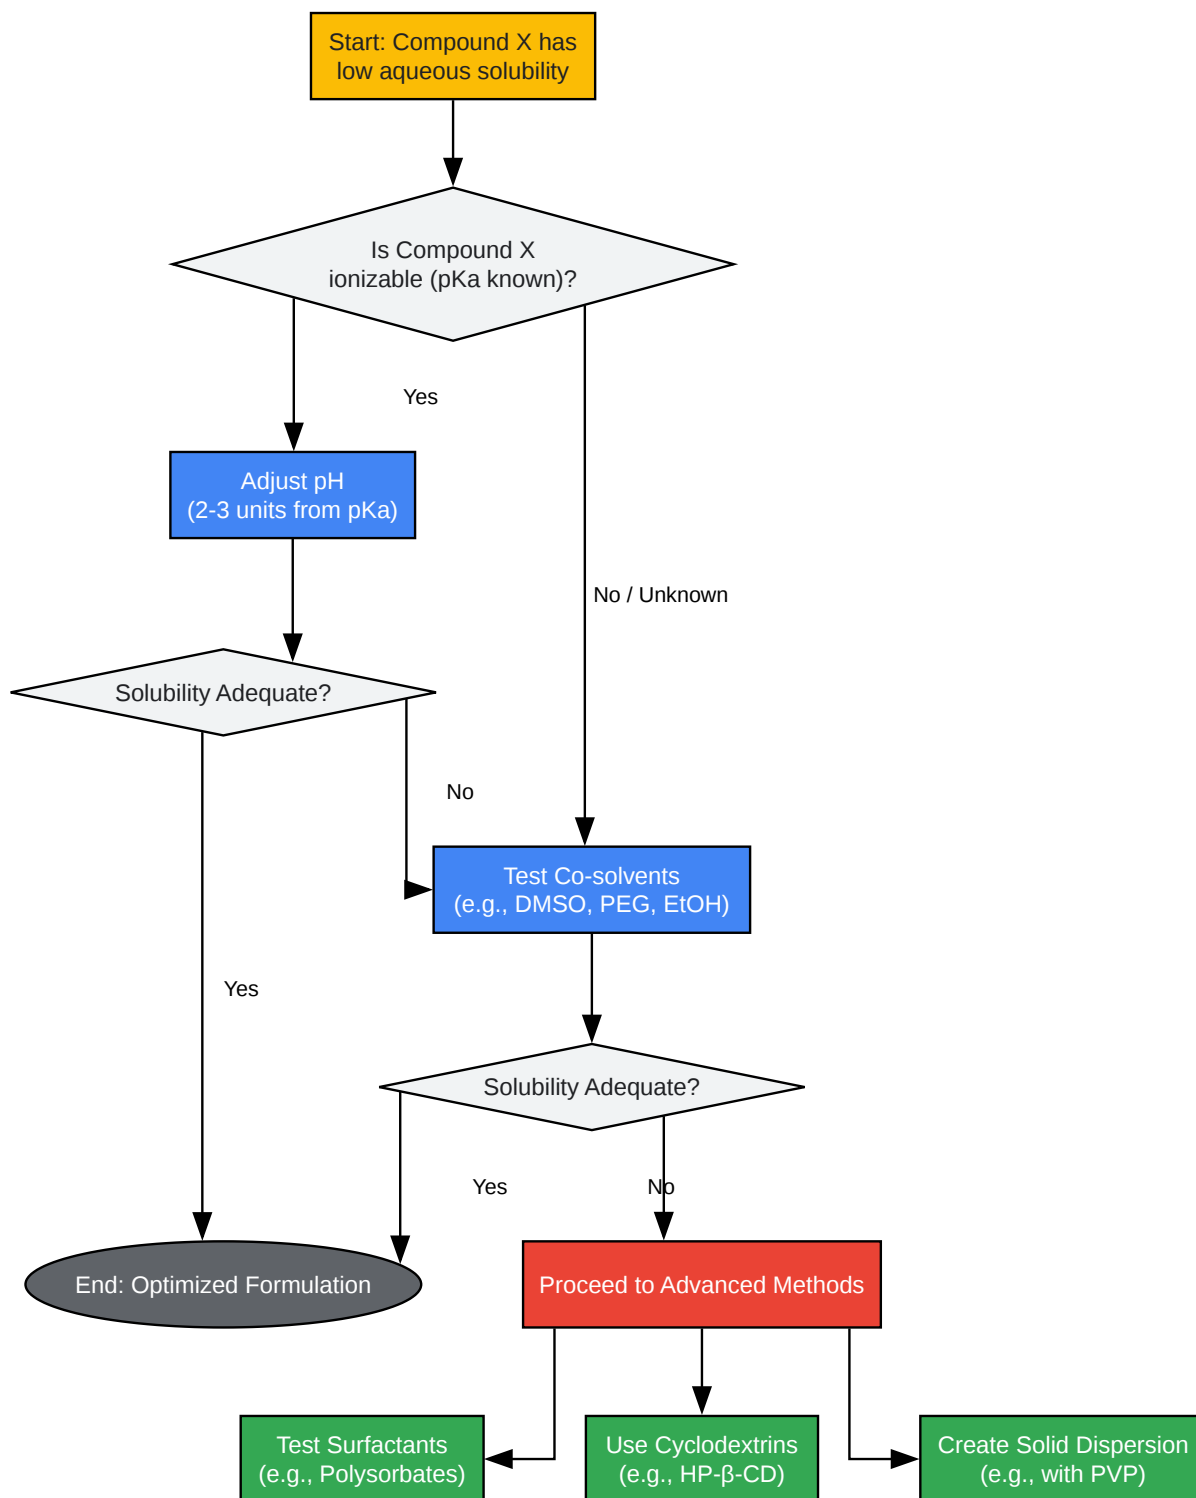 Start: Compound X has
low aqueous solubility
Is Compound X
ionizable (pKa known)?
Yes
Adjust pH
(2-3 units from pKa)
No / Unknown
Solubility Adequate?
No
Test Co-solvents
(e.g., DMSO, PEG, EtOH)
Yes
Solubility Adequate?
Yes
No
End: Optimized Formulation
Proceed to Advanced Methods
Test Surfactants
(e.g., Polysorbates)
Use Cyclodextrins
(e.g., HP-β-CD)
Create Solid Dispersion
(e.g., with PVP)